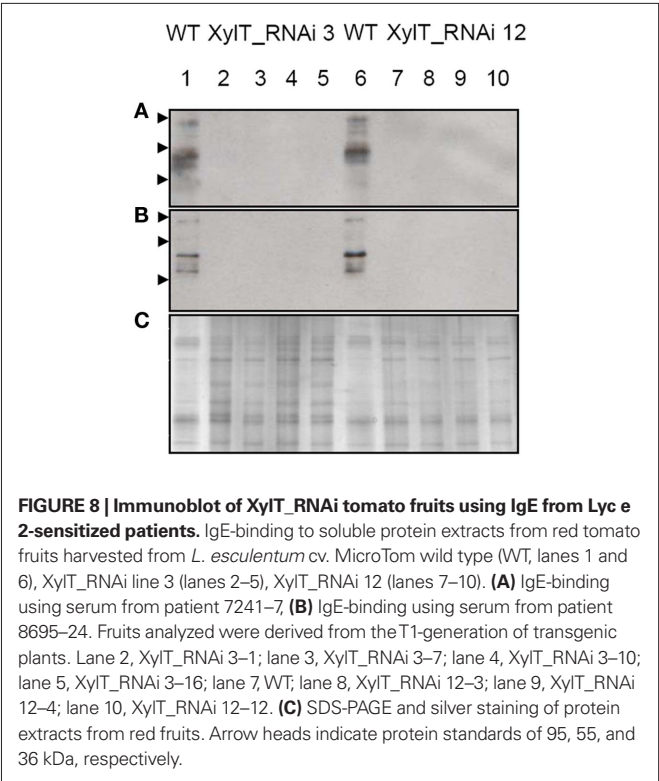 WT XylT_RNAi 3 WT XylT_RNAi 12
1 2 3 4 5 6 7 8 9 10
A
B
C
FIGURE 8 | Immunoblot of XylT_RNAi tomato fruits using IgE from Lyc e
2-sensitized patients. IgE-binding to soluble protein extracts from red tomato
fruits harvested from L. esculentum cv. MicroTom wild type (WT, lanes 1 and
6), XylT_RNAi line 3 (lanes 2–5), XylT_RNAi 12 (lanes 7–10). (A) IgE-binding
using serum from patient 7241–7, (B) IgE-binding using serum from patient
8695–24. Fruits analyzed were derived from the T1-generation of transgenic
plants. Lane 2, XylT_RNAi 3–1; lane 3, XylT_RNAi 3–7; lane 4, XylT_RNAi 3–10;
lane 5, XylT_RNAi 3–16; lane 7, WT; lane 8, XylT_RNAi 12–3; lane 9, XylT_RNAi
12–4; lane 10, XylT_RNAi 12–12. (C) SDS-PAGE and silver staining of protein
extracts from red fruits. Arrow heads indicate protein standards of 95, 55, and
36 kDa, respectively.